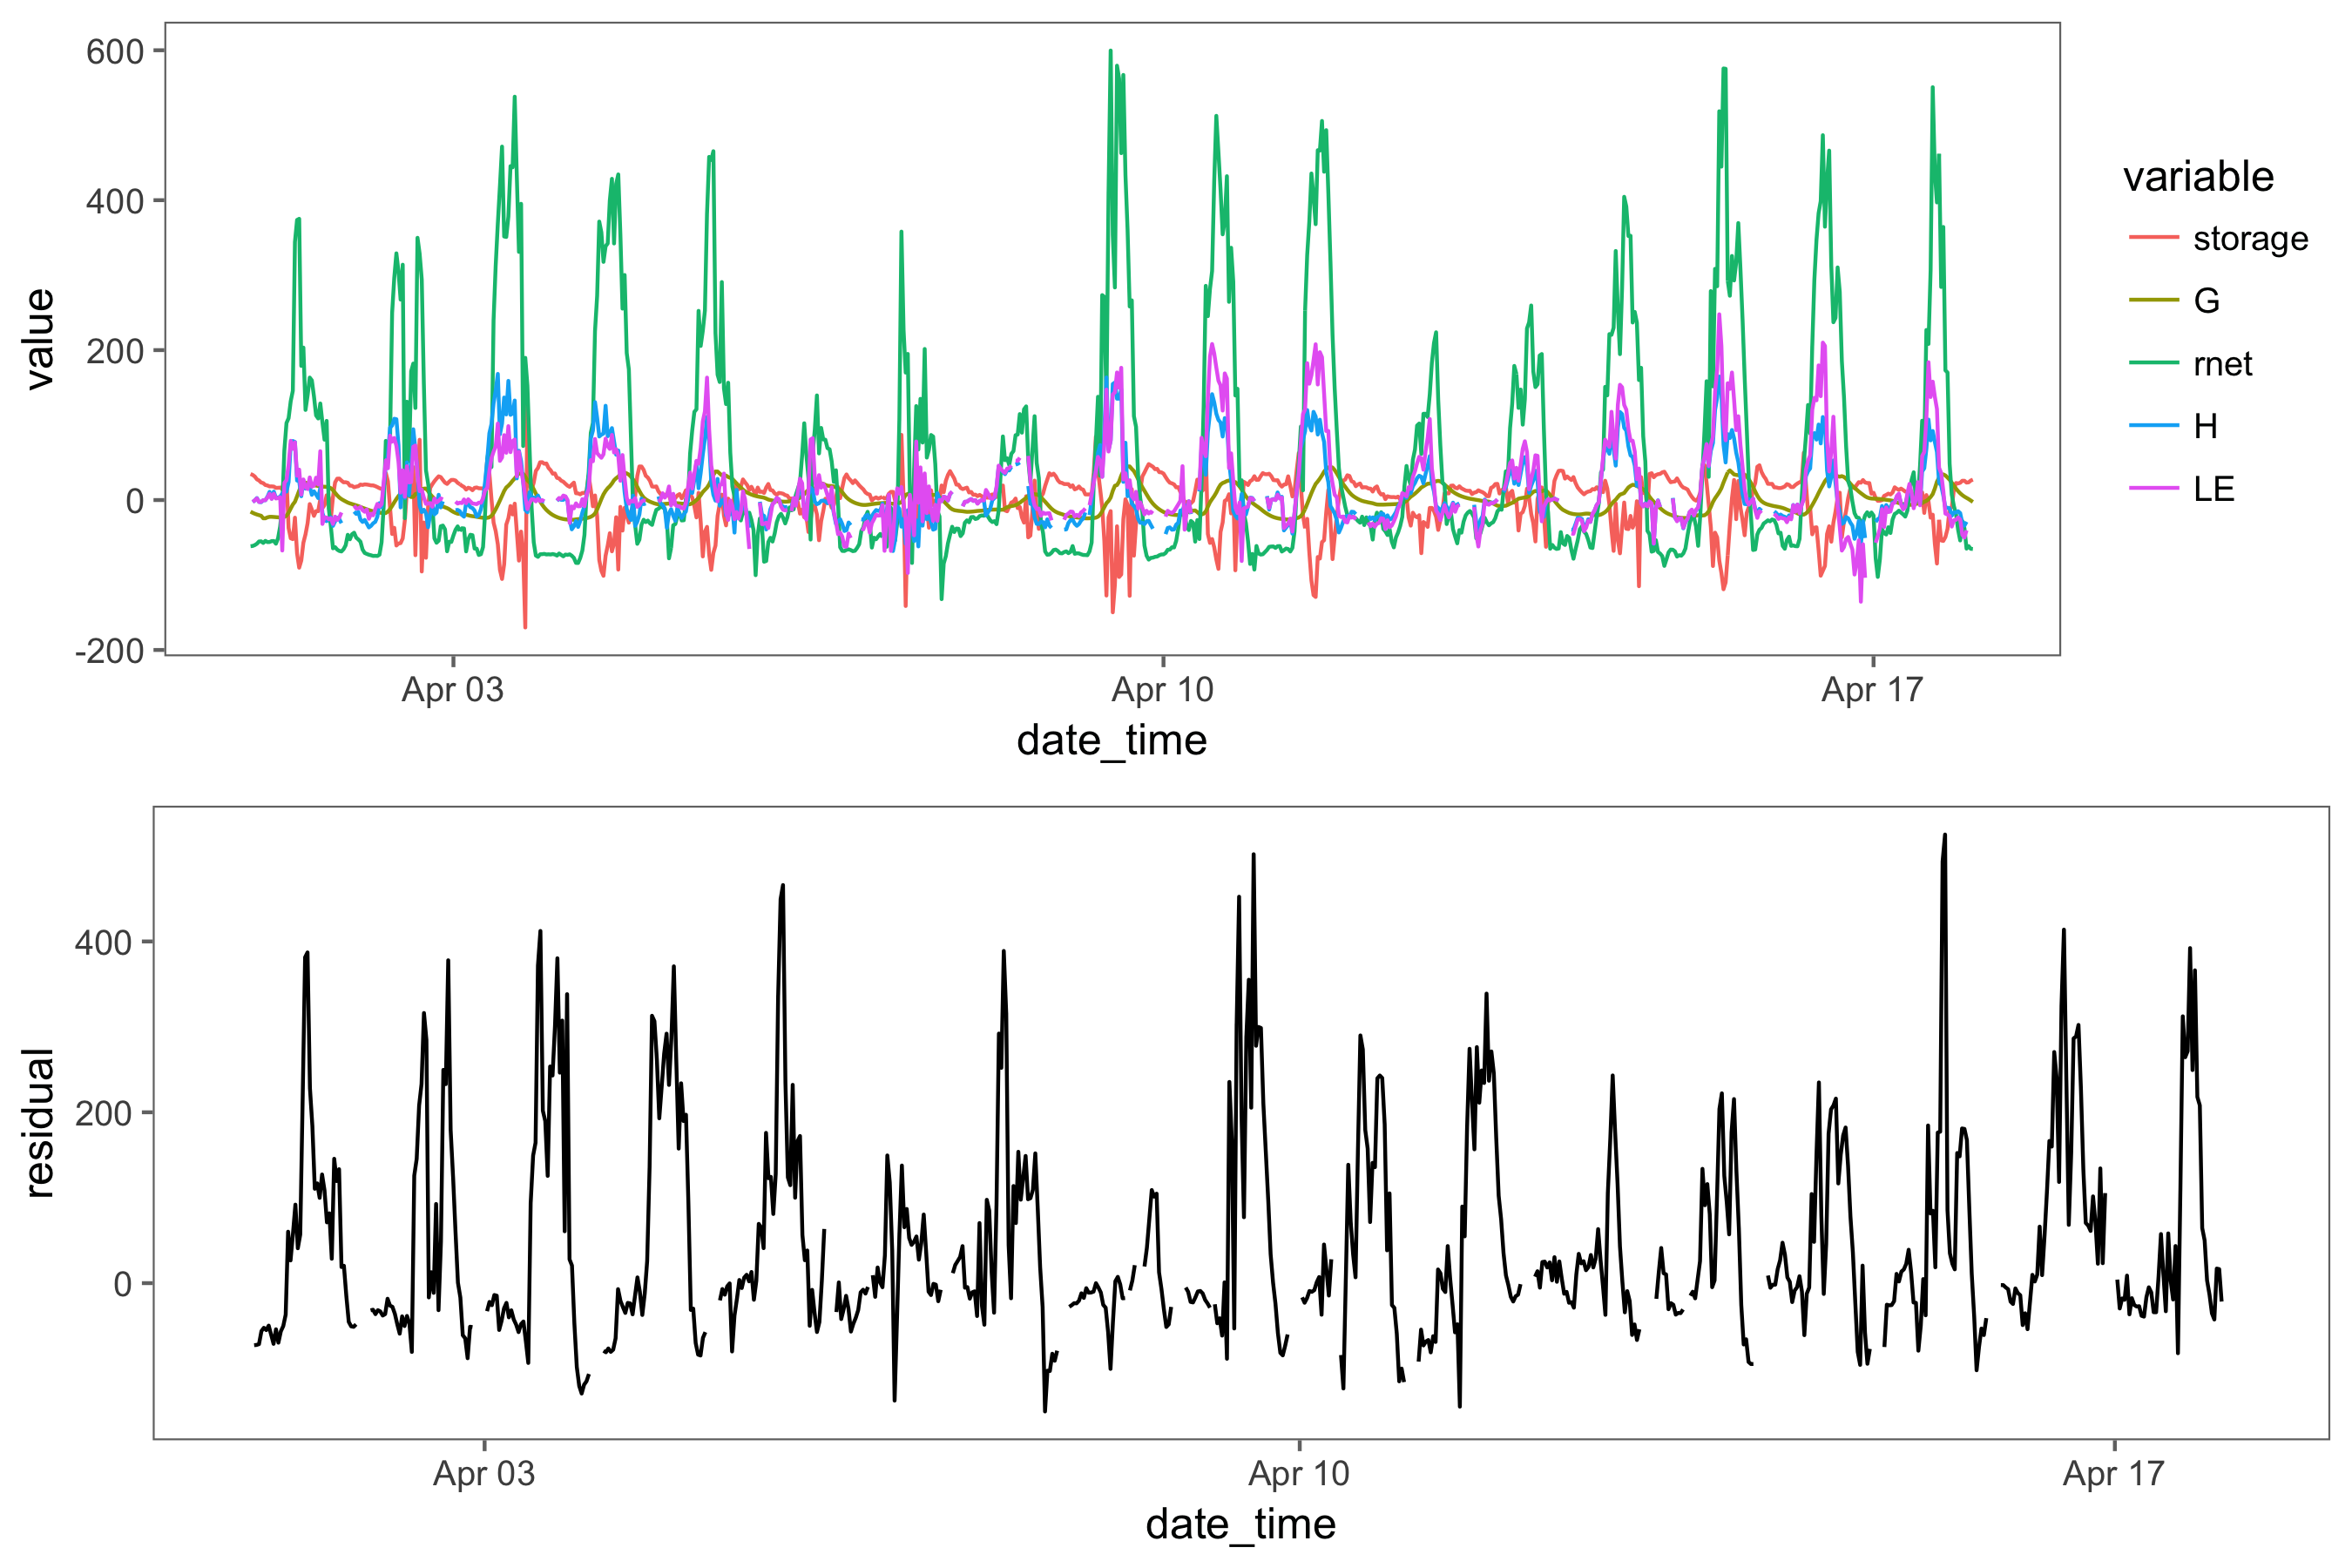 600
400
200
0
-200
value
Apr 03
Apr 10
Apr 17
date_time
variable
storage
G
rnet
H
LE
400
200
0
residual
Apr 03
Apr 10
Apr 17
date_time